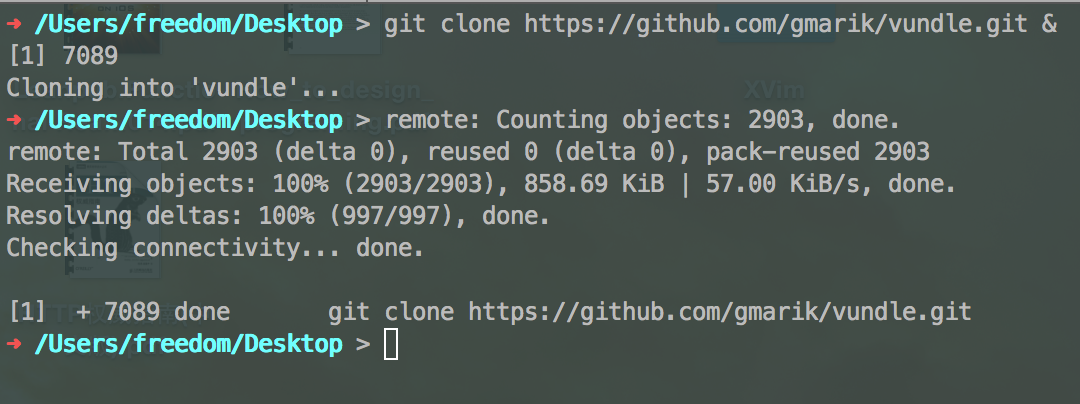 ➜ /Users/freedom/Desktop > git clone https://github.com/gmarik/vundle.git &
[1] 7089
Cloning into 'vundle'...
➜ /Users/freedom/Desktop > remote: Counting objects: 2903, done.
remote: Total 2903 (delta 0), reused 0 (delta 0), pack-reused 2903
Receiving objects: 100% (2903/2903), 858.69 KiB | 57.00 KiB/s, done.
Resolving deltas: 100% (997/997), done.
Checking connectivity... done.
[1]  + 7089 done       git clone https://github.com/gmarik/vundle.git
➜ /Users/freedom/Desktop >
XVim